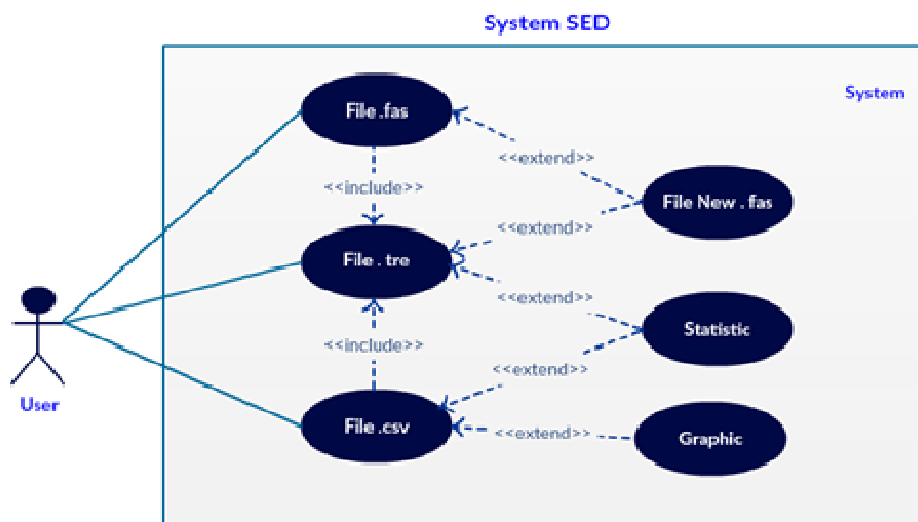 System SED
System
File .fas
<<extend>>
<<include>>
File New . fas
<<extend>>
File . tre
<<extend>>
Statistic
<<include>>
<<extend>>
User
File .csv
<<extend>>
Graphic